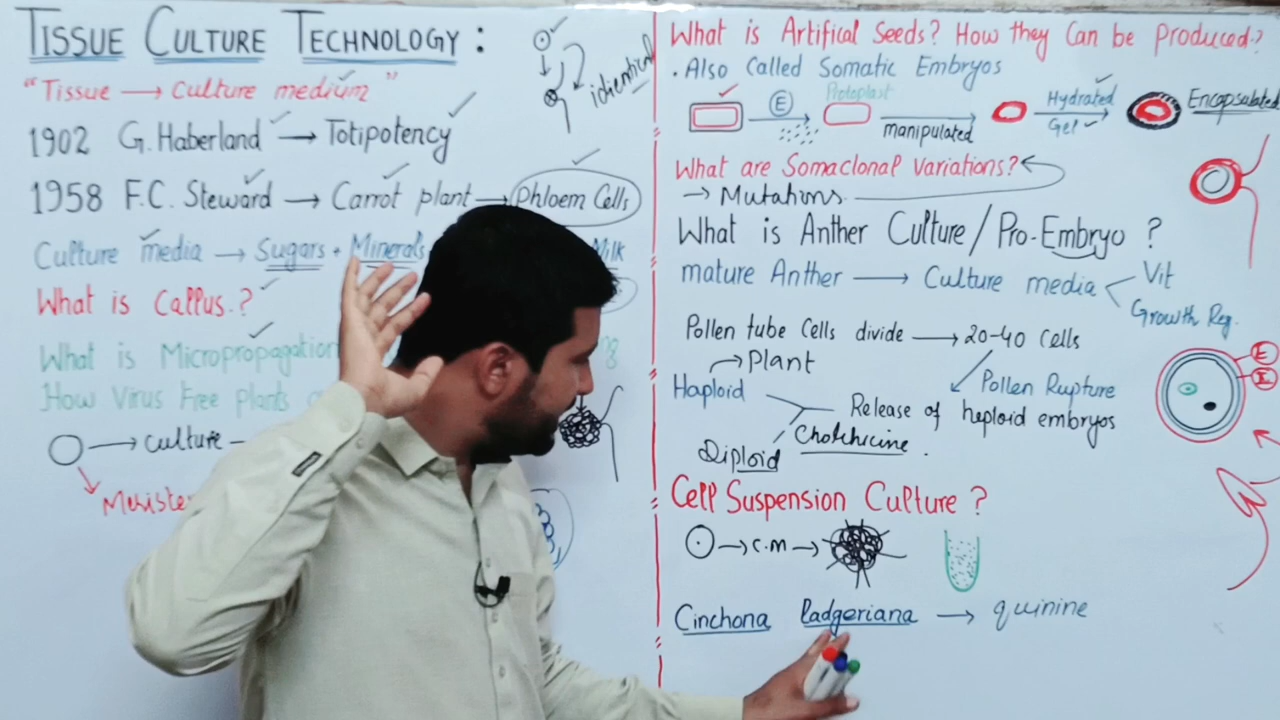 TISSUE CULTURE TECHNOLOGY :
identical
"Tissue → Culture medium"
1902 G. Haberland → Totipotency
1958 F.C. Steward → Carrot plant → Phloem Cells
Culture media → Sugars + Minerals
What is Callus.?
What is Micropropagation
How Virus Free plants
→ culture –
What is Artifical Seeds? How they Can be Produced.?
. Also Called Somatic Embryos
E
Protoplast
manipulated
Hydrated
Gel
Encapsulated
What are Somaclonal Variations?
→ Mutations.
What is Anther Culture / Pro-Embryo ?
mature Anther → Culture media
Vit
Growth Reg.
Pollen tube Cells divide → 20-40 Cells
→ Plant
Haploid
Pollen Rupture
Release of haploid embryos
Cholchicine .
Diploid
Cell Suspension Culture ?
→ C.M →
Cinchona ladgeriana → quinine